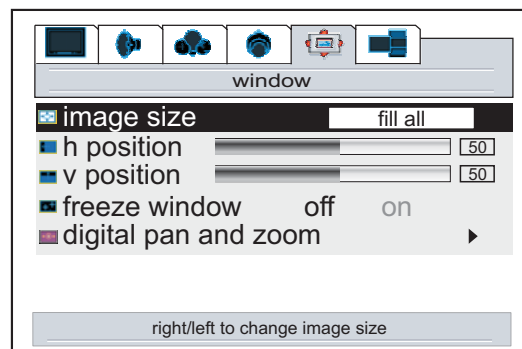 window
image size fill all
h position 50
v position 50
freeze window off on
digital pan and zoom
right/left to change image size